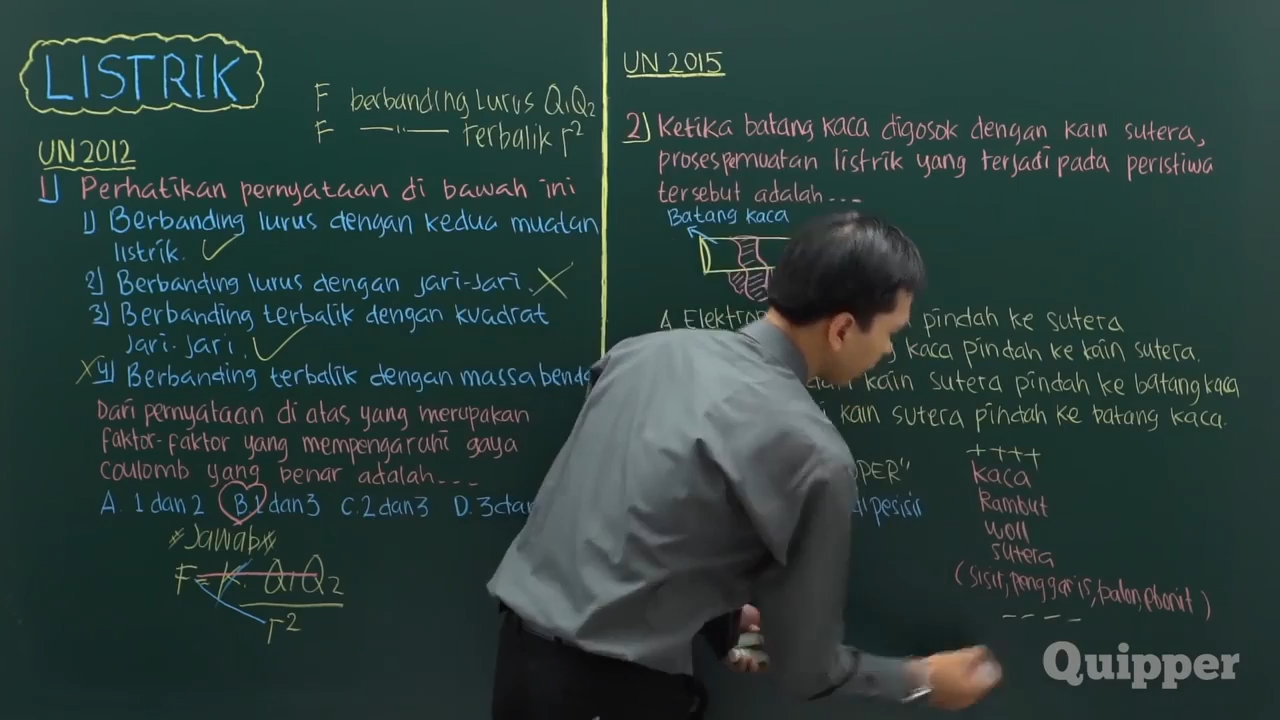 LISTRIK
F berbanding lurus Q1Q2
F —"— terbalik r²
UN 2012
1) Perhatikan pernyataan di bawah ini
1) Berbanding lurus dengan kedua muatan
listrik. ✓
2) Berbanding lurus dengan jari-jari. X
3) Berbanding terbalik dengan kuadrat
jari-jari. ✓
X 4) Berbanding terbalik dengan massa benda
Dari pernyataan di atas yang merupakan
faktor-faktor yang mempengaruhi gaya
coulomb yang benar adalah---
A. 1 dan 2 B. 1 dan 3 C. 2 dan 3 D. 3 dan
Jawab
F = k. Q1Q2
r²
UN 2015
2) Ketika batang kaca digosok dengan kain sutera,
proses pemuatan listrik yang terjadi pada peristiwa
tersebut adalah---
Batang kaca
A. Elektron pindah ke sutera
kaca pindah ke kain sutera.
kain sutera pindah ke batang kaca
kain sutera pindah ke batang kaca.
++++
kaca
Rambut
woll
sutera
(sisir, penggaris, balon, ebonit)
----
Quipper